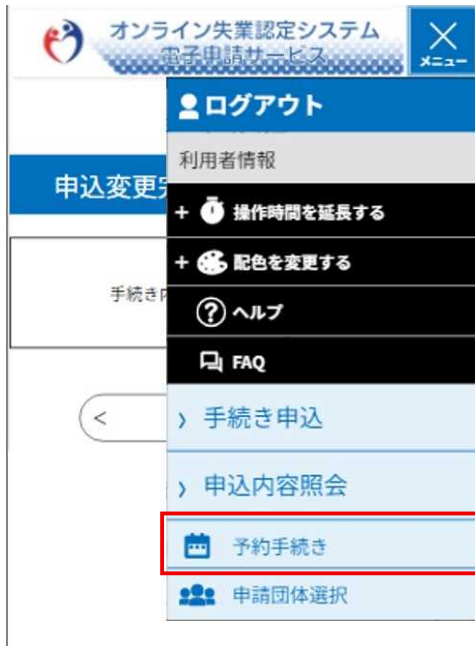 オンライン失業認定システム
電子申請サービス
メニュー
ログアウト
利用者情報
申込変更
+ 操作時間を延長する
+ 配色を変更する
手続き
? ヘルプ
FAQ
<
› 手続き申込
› 申込内容照会
予約手続き
申請団体選択